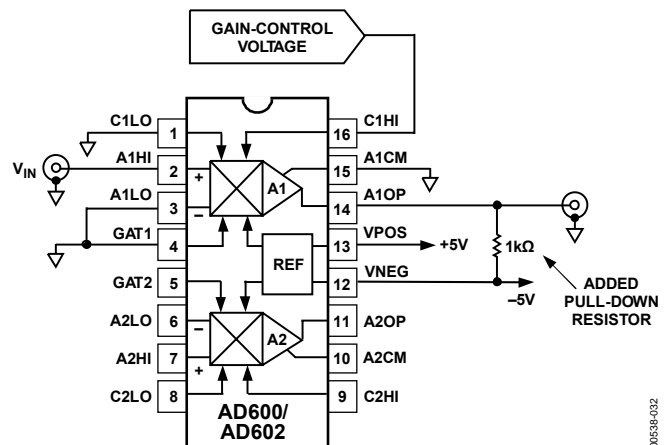 GAIN-CONTROL
VOLTAGE
C1LO
1
16
C1HI
VIN
A1HI
2
+
A1
15
A1CM
A1LO
3
–
14
A1OP
GAT1
4
REF
13
VPOS
+5V
1kΩ
GAT2
5
12
VNEG
–5V
ADDED
PULL-DOWN
RESISTOR
A2LO
6
–
A2
11
A2OP
A2HI
7
+
10
A2CM
C2LO
8
9
C2HI
AD600/
AD602
00538-032